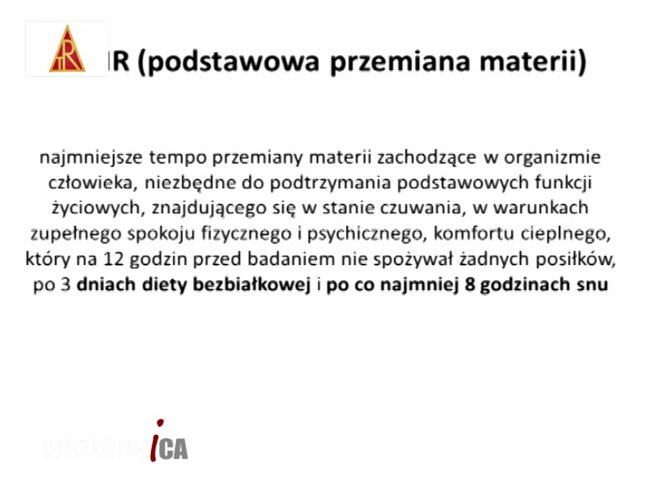 R (podstawowa przemiana materii)
najmniejsze tempo przemiany materii zachodzące w organizmie
człowieka, niezbędne do podtrzymania podstawowych funkcji
życiowych, znajdującego się w stanie czuwania, w warunkach
zupełnego spokoju fizycznego i psychicznego, komfortu cieplnego,
który na 12 godzin przed badaniem nie spożywał żadnych posiłków,
po 3 dniach diety bezbiałkowej i po co najmniej 8 godzinach snu
WSZECHNICA